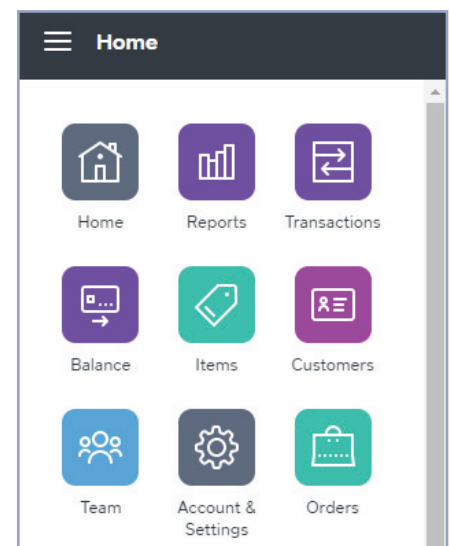 Home
Home Reports Transactions
Balance Items Customers
Team Account & Orders
Settings